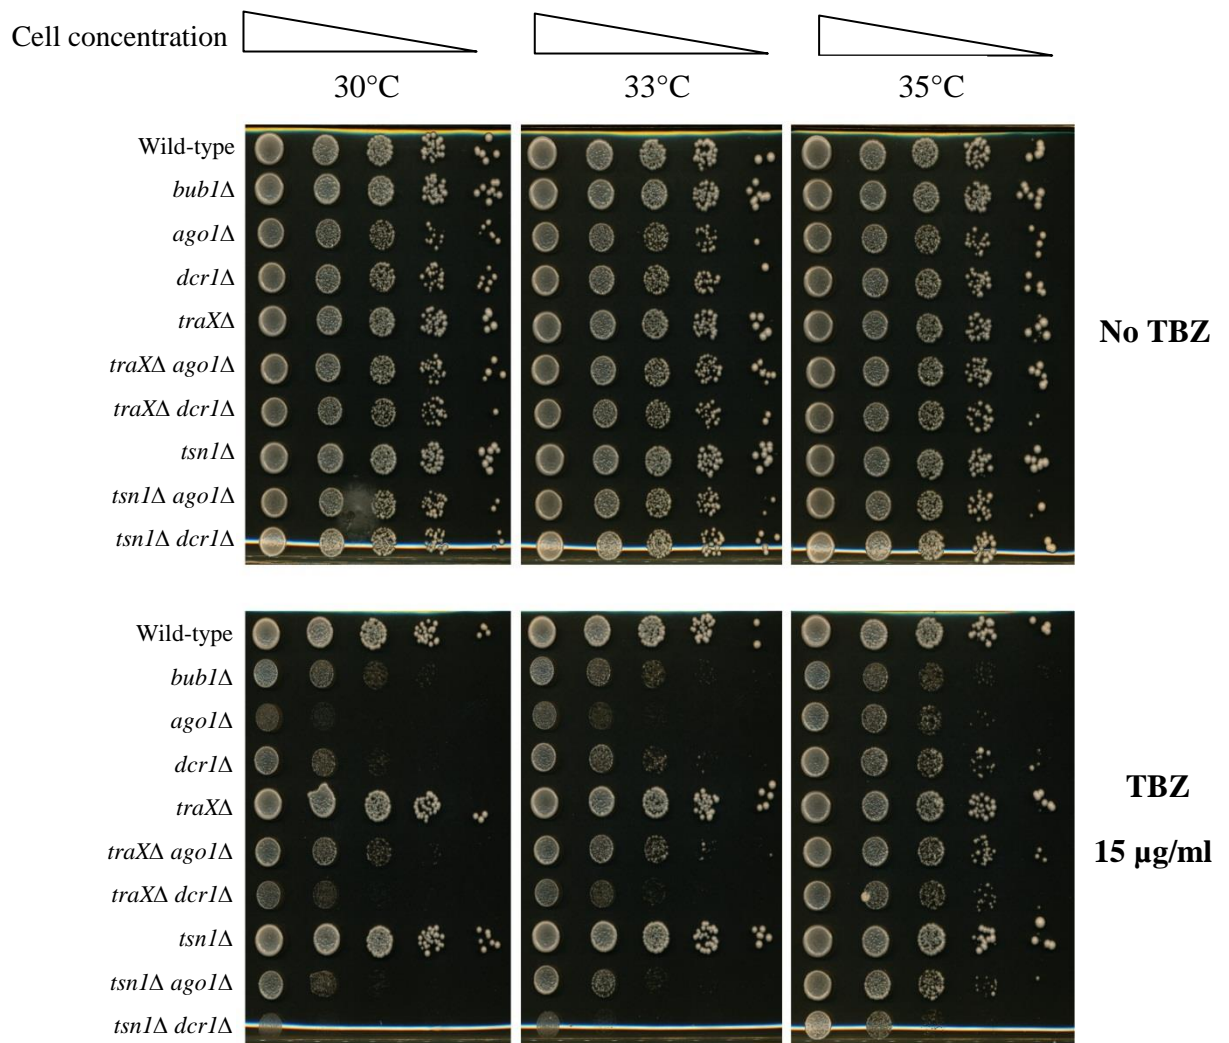 Cell concentration
30°C 33°C 35°C
Wild-type
bub1Δ
ago1Δ
dcr1Δ
traXΔ
traXΔ ago1Δ
traXΔ dcr1Δ
tsn1Δ
tsn1Δ ago1Δ
tsn1Δ dcr1Δ
No TBZ
Wild-type
bub1Δ
ago1Δ
dcr1Δ
traXΔ
traXΔ ago1Δ
traXΔ dcr1Δ
tsn1Δ
tsn1Δ ago1Δ
tsn1Δ dcr1Δ
TBZ
15 µg/ml